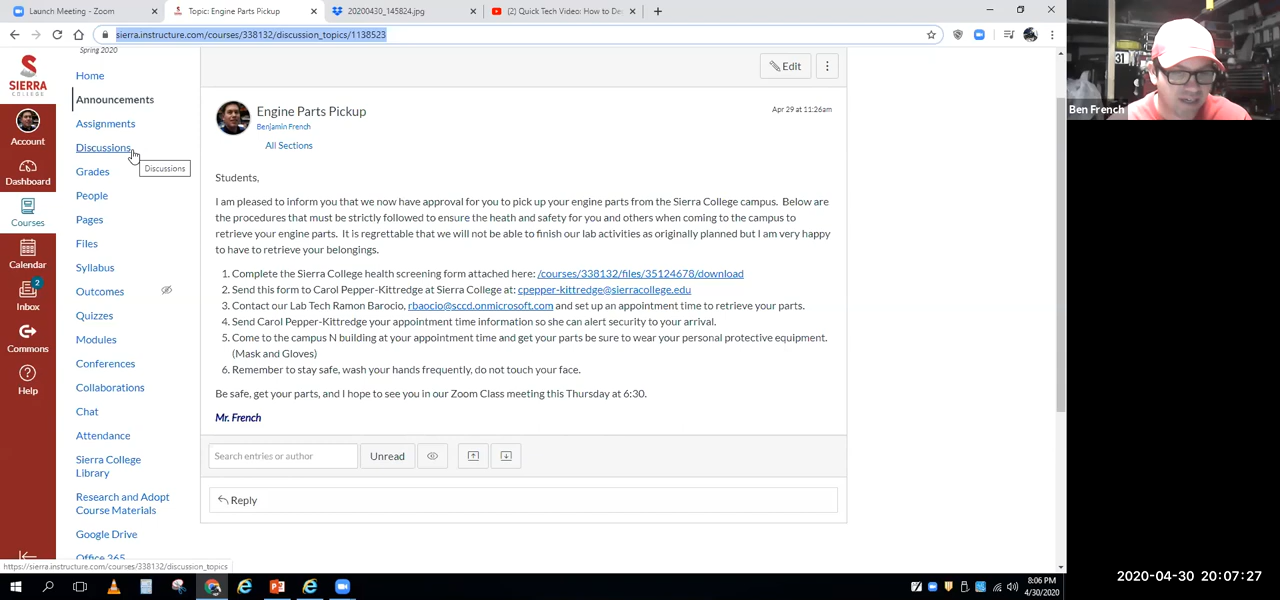 Launch Meeting - Zoom
Topic: Engine Parts Pickup
20200430_145824.jpg
(2) Quick Tech Video: How to De
sierra.instructure.com/courses/338132/discussion_topics/1138523
SIERRA
COLLEGE
Account
Dashboard
Courses
Calendar
2
Inbox
Commons
Help
Spring 2020
Home
Announcements
Assignments
Discussions
Discussions
Grades
People
Pages
Files
Syllabus
Outcomes
Quizzes
Modules
Conferences
Collaborations
Chat
Attendance
Sierra College
Library
Research and Adopt
Course Materials
Google Drive
Office 365
Edit
Engine Parts Pickup
Apr 29 at 11:26am
Benjamin French
All Sections
Students,
I am pleased to inform you that we now have approval for you to pick up your engine parts from the Sierra College campus. Below are
the procedures that must be strictly followed to ensure the heath and safety for you and others when coming to the campus to
retrieve your engine parts. It is regrettable that we will not be able to finish our lab activities as originally planned but I am very happy
to have to retrieve your belongings.
1. Complete the Sierra College health screening form attached here: /courses/338132/files/35124678/download
2. Send this form to Carol Pepper-Kittredge at Sierra College at: cpepper-kittredge@sierracollege.edu
3. Contact our Lab Tech Ramon Barocio, rbaocio@sccd.onmicrosoft.com and set up an appointment time to retrieve your parts.
4. Send Carol Pepper-Kittredge your appointment time information so she can alert security to your arrival.
5. Come to the campus N building at your appointment time and get your parts be sure to wear your personal protective equipment.
(Mask and Gloves)
6. Remember to stay safe, wash your hands frequently, do not touch your face.
Be safe, get your parts, and I hope to see you in our Zoom Class meeting this Thursday at 6:30.
Mr. French
Search entries or author
Unread
Reply
https://sierra.instructure.com/courses/338132/discussion_topics
8:06 PM
4/30/2020
31
Ben French
2020-04-30 20:07:27